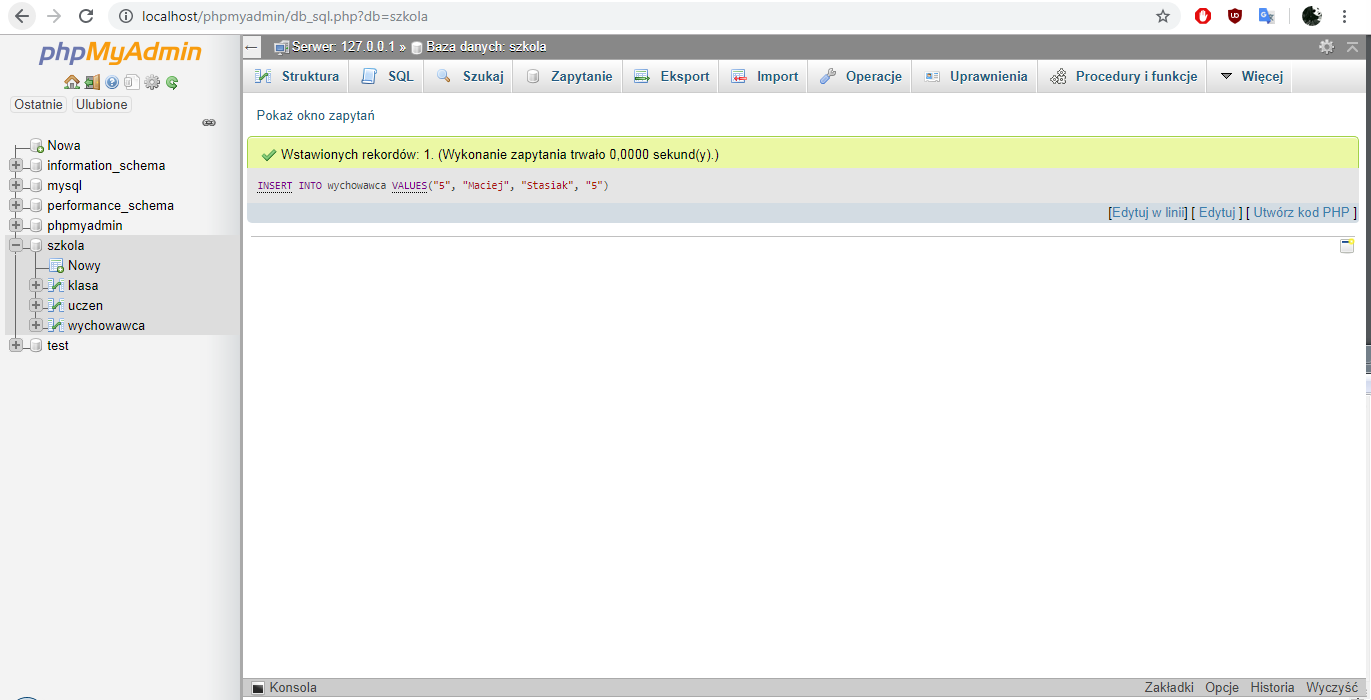 localhost/phpmyadmin/db_sql.php?db=szkola
phpMyAdmin
Ostatnie Ulubione
Nowa
information_schema
mysql
performance_schema
phpmyadmin
szkola
Nowy
klasa
uczen
wychowawca
test
Serwer: 127.0.0.1 » Baza danych: szkola
Struktura SQL Szukaj Zapytanie Eksport Import Operacje Uprawnienia Procedury i funkcje Więcej
Pokaż okno zapytań
Wstawionych rekordów: 1. (Wykonanie zapytania trwało 0,0000 sekund(y).)
INSERT INTO wychowawca VALUES("5", "Maciej", "Stasiak", "5")
[Edytuj w linii] [ Edytuj ] [ Utwórz kod PHP ]
Konsola
Zakładki Opcje Historia Wyczyść